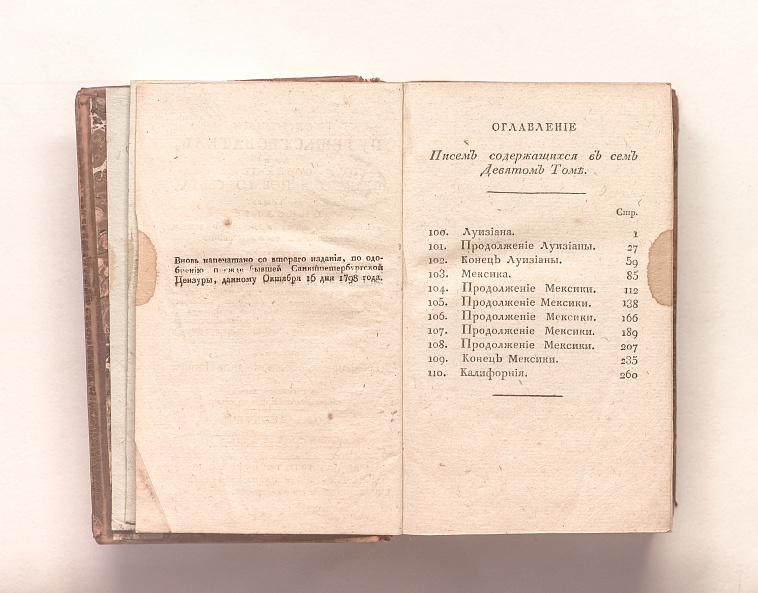 Вновь напечатано со втораго изданія, по одо-
бренію прежде бывшей Санктпетербургской
Цензуры, данному Октября 16 дня 1798 года.
ОГЛАВЛЕНІЕ
Писемъ содержащихся въ семъ
Девятомъ Томѣ.
Стр.
100. Луизіана. 1
101. Продолженіе Луизіаны. 27
102. Конецъ Луизіаны. 59
103. Мексика. 85
104. Продолженіе Мексики. 112
105. Продолженіе Мексики. 138
106. Продолженіе Мексики. 166
107. Продолженіе Мексики. 189
108. Продолженіе Мексики. 207
109. Конецъ Мексики. 235
110. Калифорнія. 260